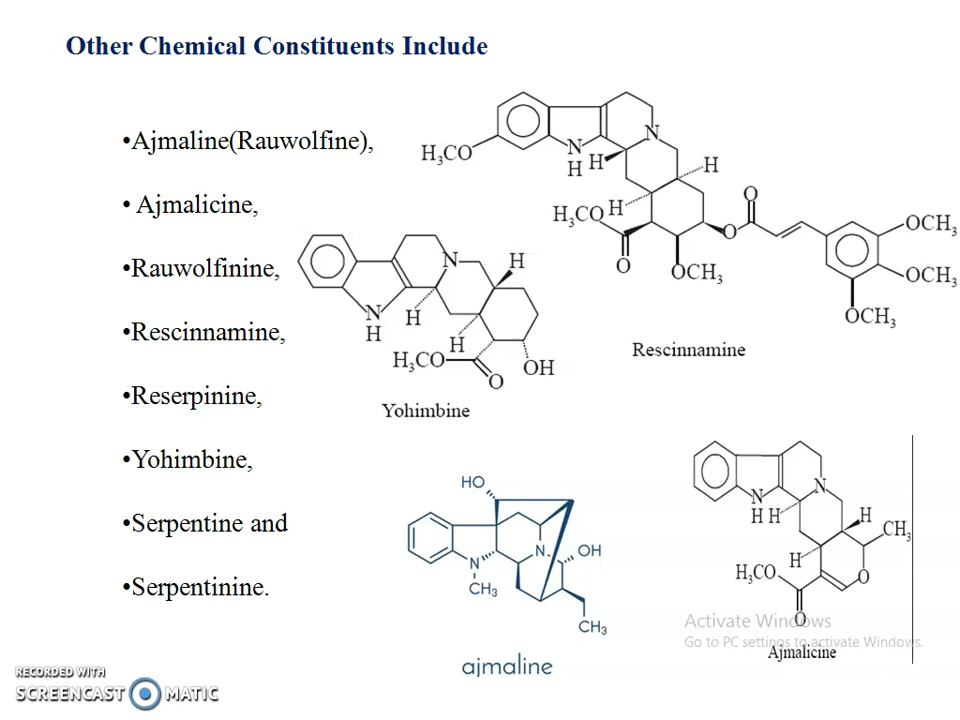 Other Chemical Constituents Include
•Ajmaline(Rauwolfine),
• Ajmalicine,
•Rauwolfinine,
•Rescinnamine,
•Reserpinine,
•Yohimbine,
•Serpentine and
•Serpentinine.
H₃CO
N
H
H
N
H
H
H₃CO
O
OCH₃
O
O
OCH₃
OCH₃
OCH₃
Rescinnamine
N
H
N
H
H
H
H₃CO
O
OH
Yohimbine
HO
N
OH
N
CH₃
CH₃
ajmaline
N
N
H H
H
CH₃
H
H₃CO
O
O
Ajmalicine
Activate Windows
Go to PC settings to activate Windows.
RECORDED WITH
SCREENCAST MATIC